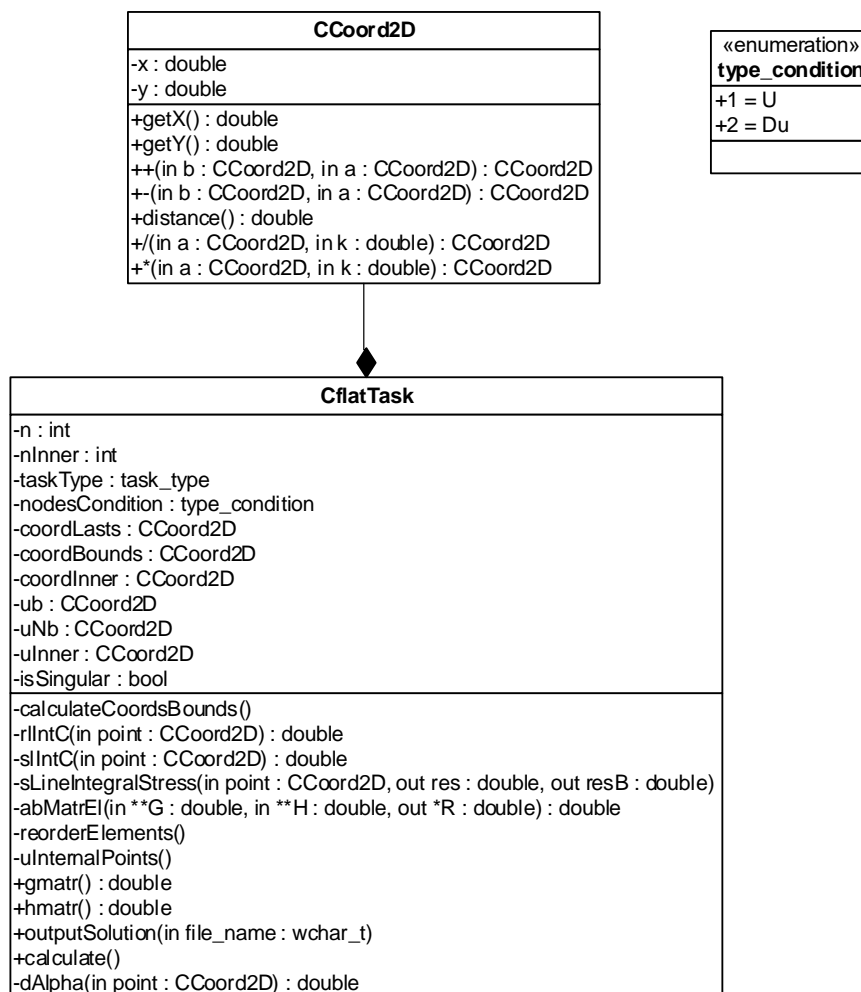 CCoord2D
-x : double
-y : double
+getX() : double
+getY() : double
++(in b : CCoord2D, in a : CCoord2D) : CCoord2D
+-(in b : CCoord2D, in a : CCoord2D) : CCoord2D
+distance() : double
+/(in a : CCoord2D, in k : double) : CCoord2D
+*(in a : CCoord2D, in k : double) : CCoord2D
«enumeration»
type_condition
+1 = U
+2 = Du
CflatTask
-n : int
-nInner : int
-taskType : task_type
-nodesCondition : type_condition
-coordLasts : CCoord2D
-coordBounds : CCoord2D
-coordInner : CCoord2D
-ub : CCoord2D
-uNb : CCoord2D
-uInner : CCoord2D
-isSingular : bool
-calculateCoordsBounds()
-rlIntC(in point : CCoord2D) : double
-slIntC(in point : CCoord2D) : double
-sLineIntegralStress(in point : CCoord2D, out res : double, out resB : double)
-abMatrEl(in **G : double, in **H : double, out *R : double) : double
-reorderElements()
-uInternalPoints()
+gmatr() : double
+hmatr() : double
+outputSolution(in file_name : wchar_t)
+calculate()
-dAlpha(in point : CCoord2D) : double